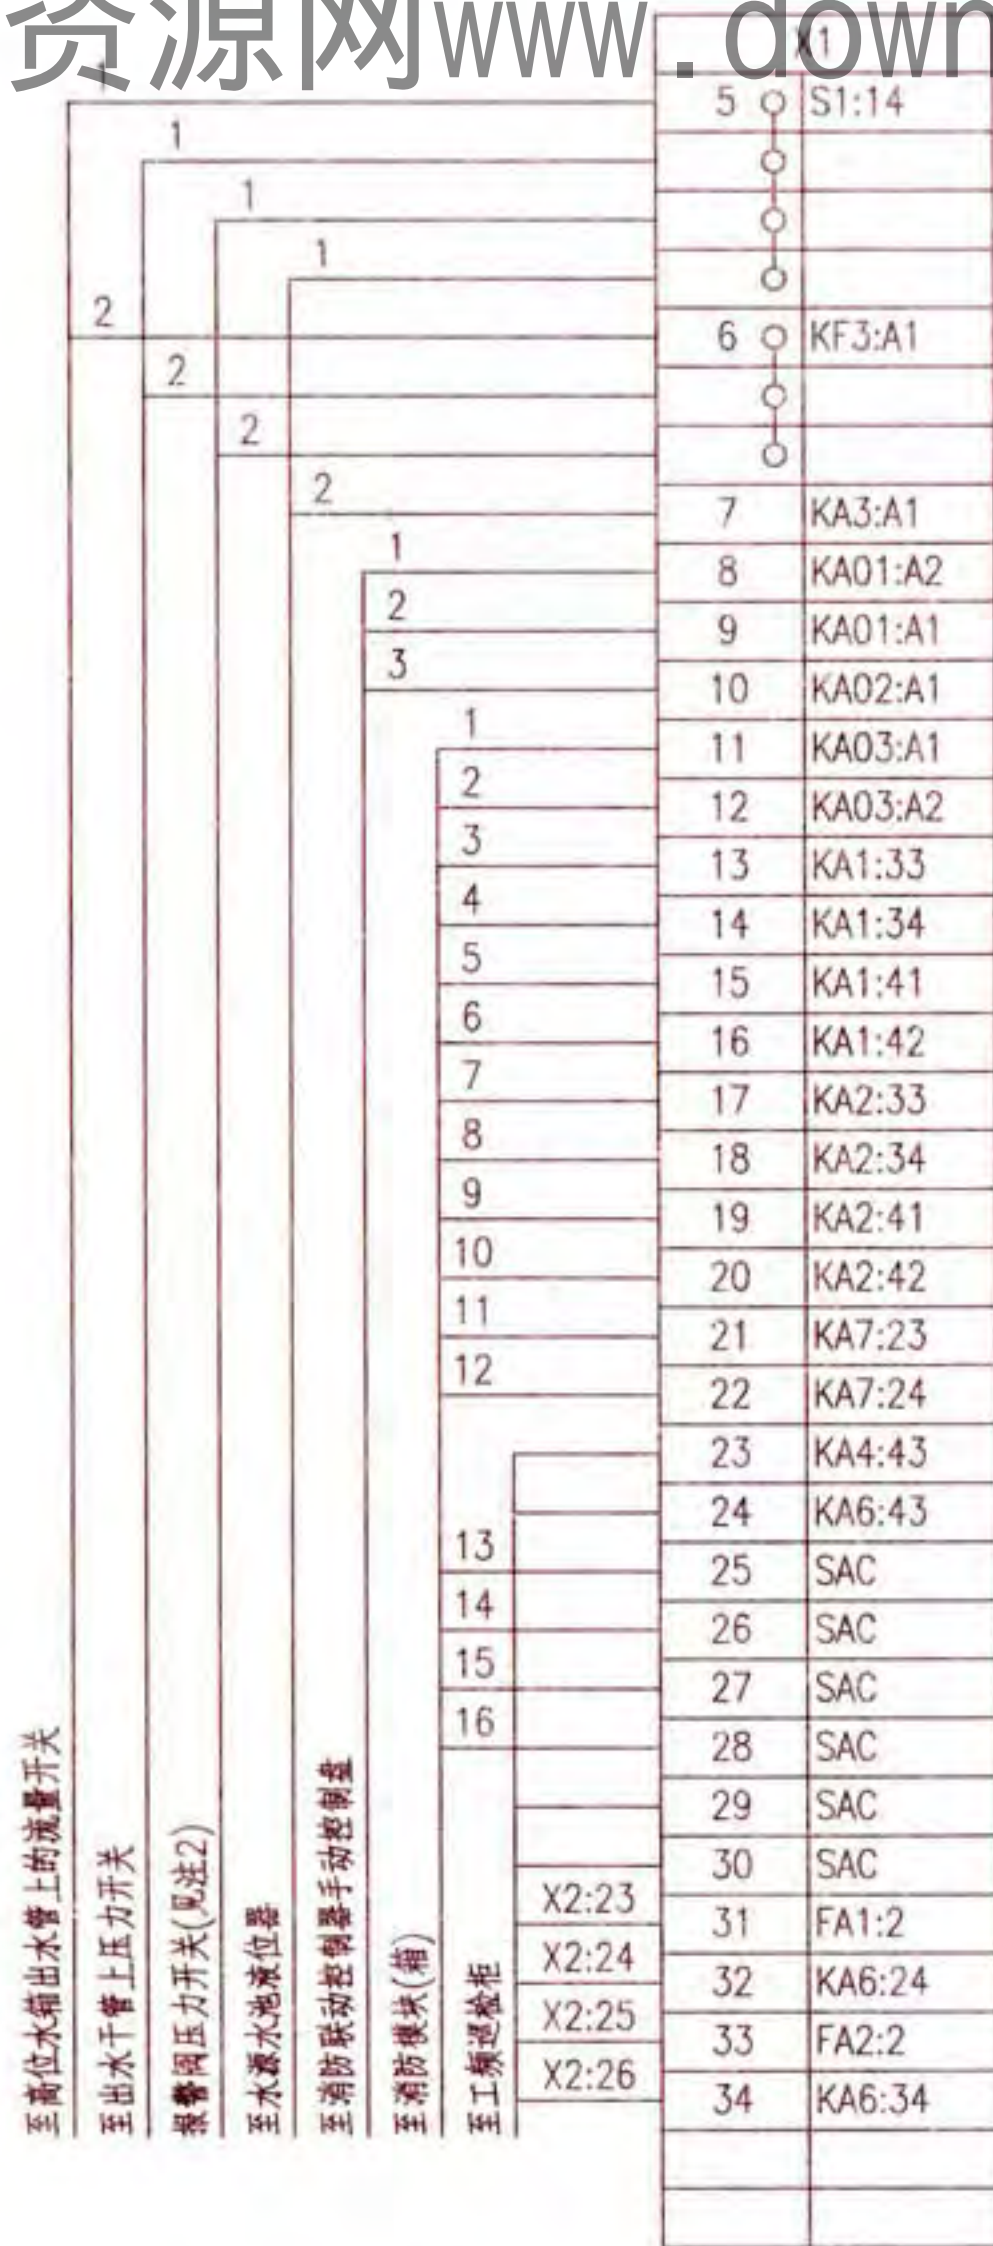 资源网www.down
X1
1
5 S1:14
1
1
1
2
6 KF3:A1
2
2
2
7 KA3:A1
1
8 KA01:A2
2
9 KA01:A1
3
10 KA02:A1
1
11 KA03:A1
2
12 KA03:A2
3
13 KA1:33
4
14 KA1:34
5
15 KA1:41
6
16 KA1:42
7
17 KA2:33
8
18 KA2:34
9
19 KA2:41
10
20 KA2:42
11
21 KA7:23
12
22 KA7:24
23 KA4:43
24 KA6:43
13
25 SAC
14
26 SAC
15
27 SAC
16
28 SAC
29 SAC
30 SAC
X2:23
31 FA1:2
X2:24
32 KA6:24
X2:25
33 FA2:2
X2:26
34 KA6:34
至高位水箱出水管上的流量开关
至出水干管上压力开关
报警阀压力开关(见注2)
至水源水池液位器
至消防联动控制器手动控制盘
至消防模块(箱)
至工频巡检柜